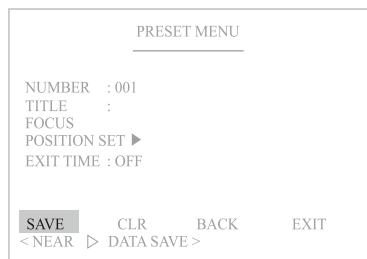 PRESET MENU
NUMBER : 001
TITLE :
FOCUS
POSITION SET ▶
EXIT TIME : OFF
SAVE CLR BACK EXIT
< NEAR ▷ DATA SAVE >